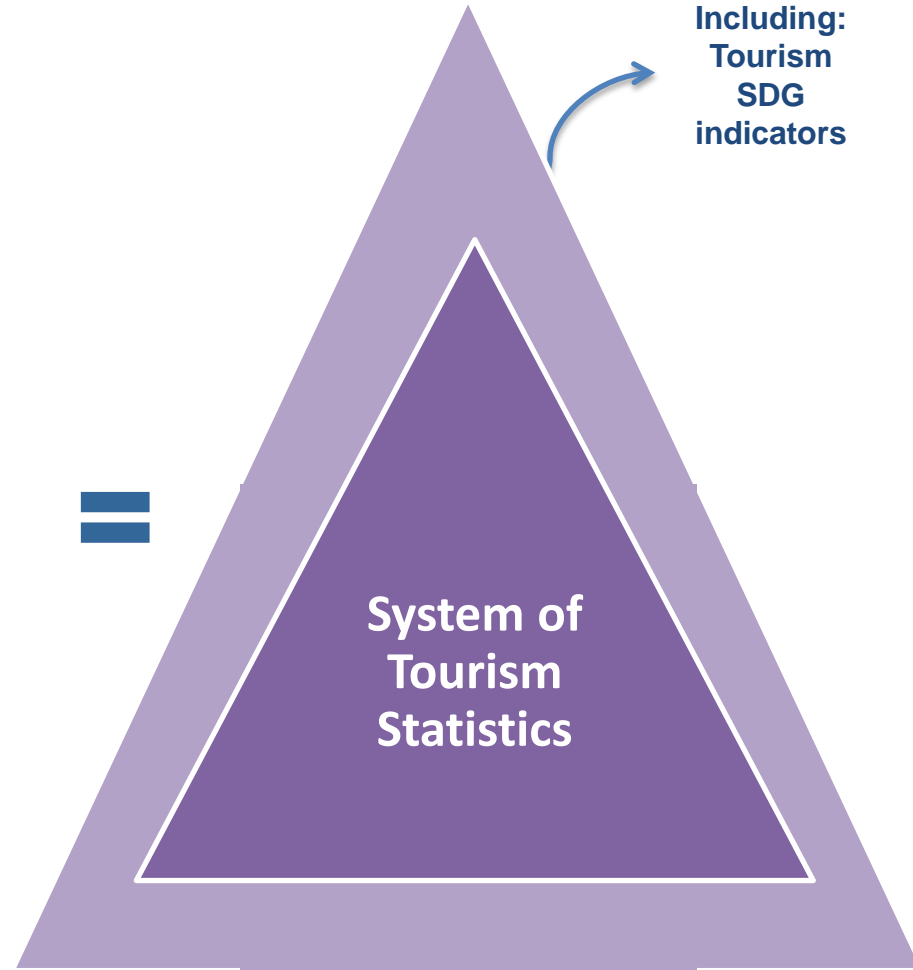 Including:
Tourism
SDG
indicators
System of
Tourism
Statistics